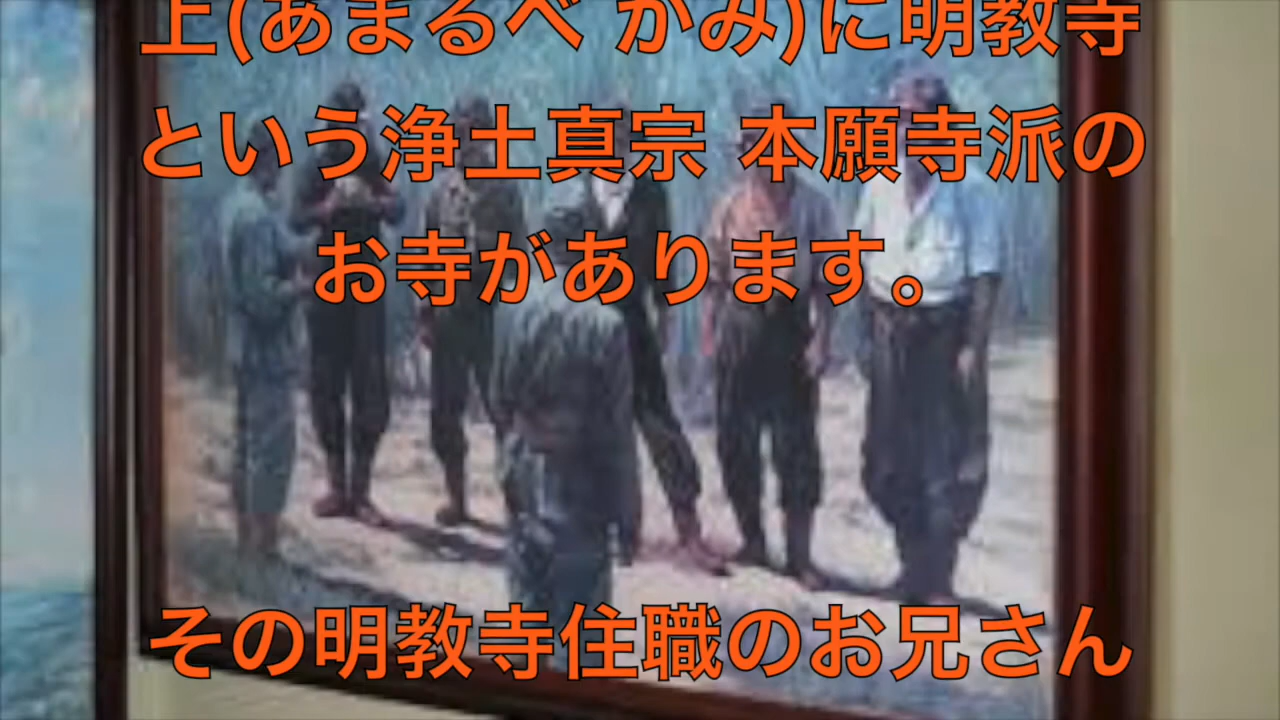 上(あまるべ かみ)に明教寺
という浄土真宗 本願寺派の
お寺があります。
その明教寺住職のお兄さん